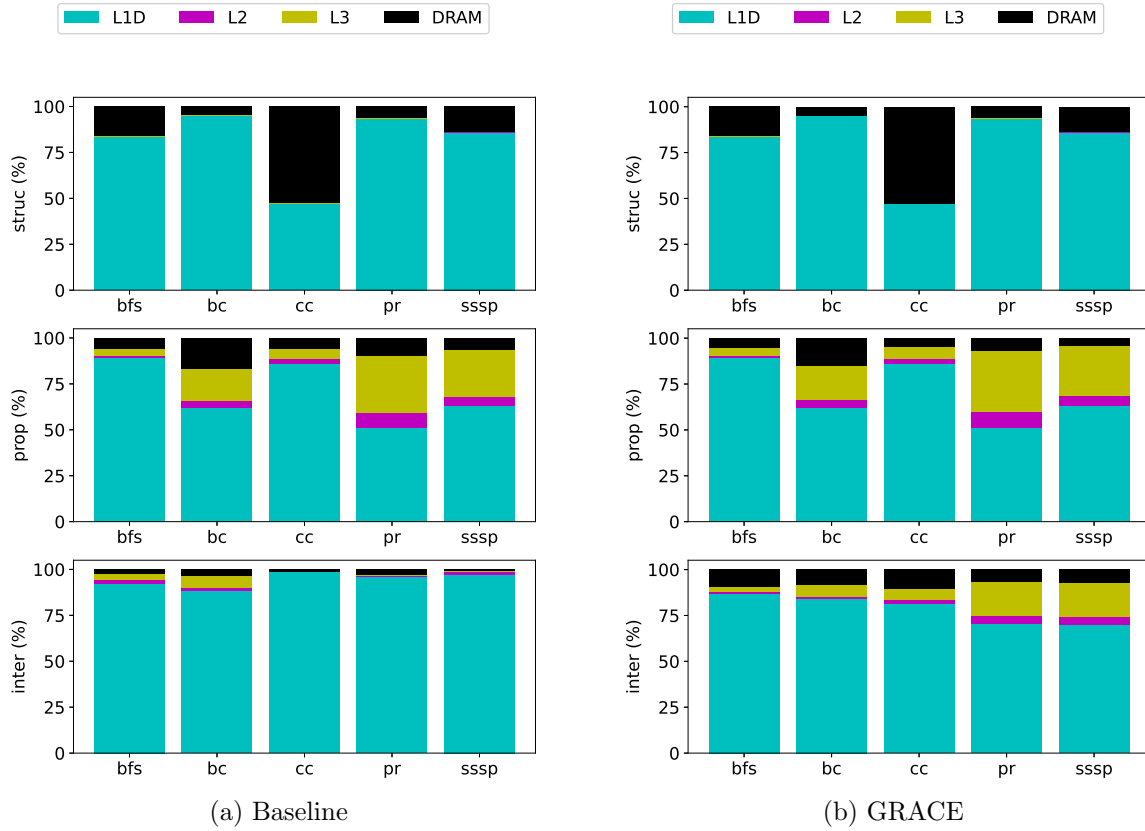 L1D L2 L3 DRAM
100
75
50
25
0
struc (%)
bfs bc cc pr sssp
100
75
50
25
0
prop (%)
bfs bc cc pr sssp
100
75
50
25
0
inter (%)
bfs bc cc pr sssp
(a) Baseline
L1D L2 L3 DRAM
100
75
50
25
0
struc (%)
bfs bc cc pr sssp
100
75
50
25
0
prop (%)
bfs bc cc pr sssp
100
75
50
25
0
inter (%)
bfs bc cc pr sssp
(b) GRACE